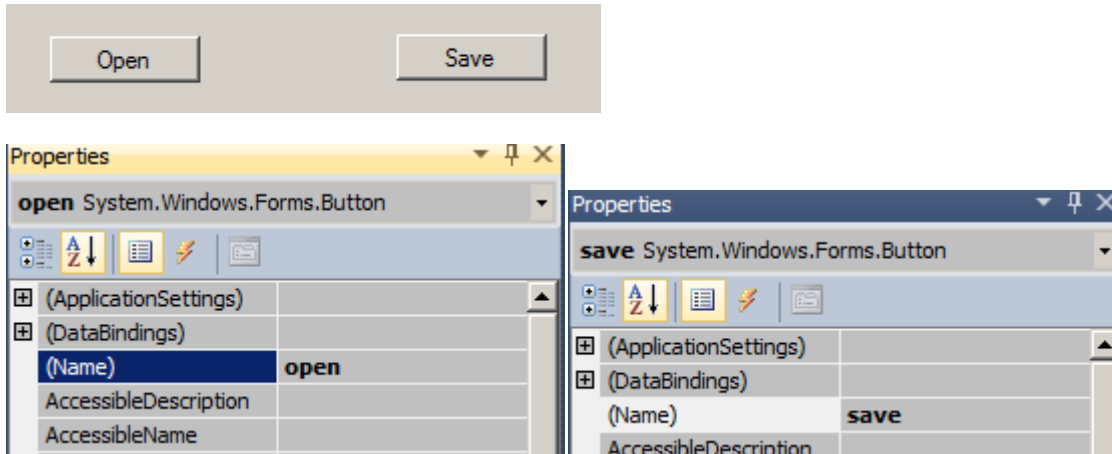 Open
Save
Properties
open System.Windows.Forms.Button
(ApplicationSettings)
(DataBindings)
(Name) open
AccessibleDescription
AccessibleName
Properties
save System.Windows.Forms.Button
(ApplicationSettings)
(DataBindings)
(Name) save
AccessibleDescription